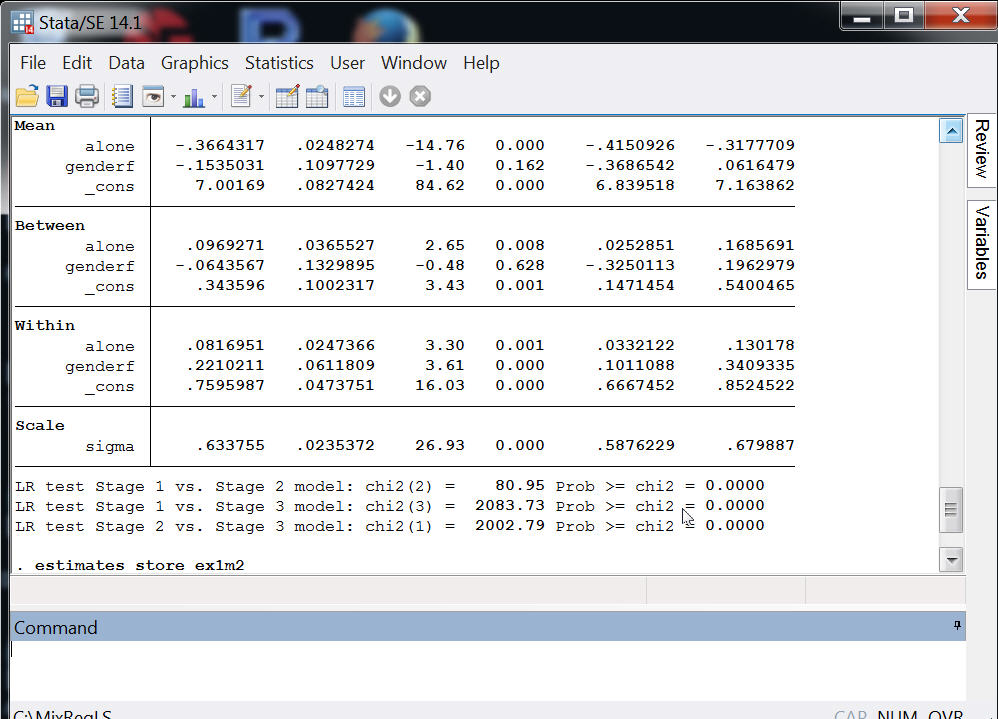 Stata/SE 14.1
File Edit Data Graphics Statistics User Window Help
Mean
alone -.3664317 .0248274 -14.76 0.000 -.4150926 -.3177709
genderf -.1535031 .1097729 -1.40 0.162 -.3686542 .0616479
_cons 7.00169 .0827424 84.62 0.000 6.839518 7.163862
Between
alone .0969271 .0365527 2.65 0.008 .0252851 .1685691
genderf -.0643567 .1329895 -0.48 0.628 -.3250113 .1962979
_cons .343596 .1002317 3.43 0.001 .1471454 .5400465
Within
alone .0816951 .0247366 3.30 0.001 .0332122 .130178
genderf .2210211 .0611809 3.61 0.000 .1011088 .3409335
_cons .7595987 .0473751 16.03 0.000 .6667452 .8524522
Scale
sigma .633755 .0235372 26.93 0.000 .5876229 .679887
LR test Stage 1 vs. Stage 2 model: chi2(2) = 80.95 Prob >= chi2 = 0.0000
LR test Stage 1 vs. Stage 3 model: chi2(3) = 2083.73 Prob >= chi2 = 0.0000
LR test Stage 2 vs. Stage 3 model: chi2(1) = 2002.79 Prob >= chi2 = 0.0000
. estimates store ex1m2
Review
Variables
Command
C:\MixRegLS
CAP NUM OVR